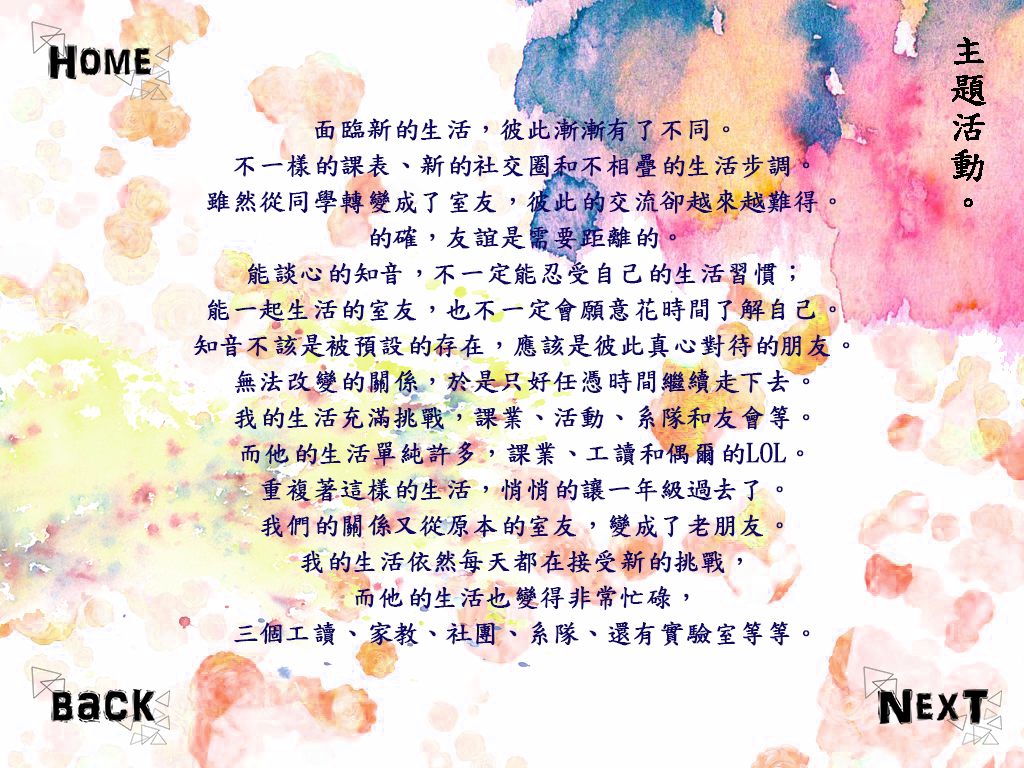 HOME
主題活動。
面臨新的生活，彼此漸漸有了不同。
不一樣的課表、新的社交圈和不相疊的生活步調。
雖然從同學轉變成了室友，彼此的交流卻越來越難得。
的確，友誼是需要距離的。
能談心的知音，不一定能忍受自己的生活習慣；
能一起生活的室友，也不一定會願意花時間了解自己。
知音不該是被預設的存在，應該是彼此真心對待的朋友。
無法改變的關係，於是只好任憑時間繼續走下去。
我的生活充滿挑戰，課業、活動、系隊和友會等。
而他的生活單純許多，課業、工讀和偶爾的LOL。
重複著這樣的生活，悄悄的讓一年級過去了。
我們的關係又從原本的室友，變成了老朋友。
我的生活依然每天都在接受新的挑戰，
而他的生活也變得非常忙碌，
三個工讀、家教、社團、系隊、還有實驗室等等。
BaCK
NEXT